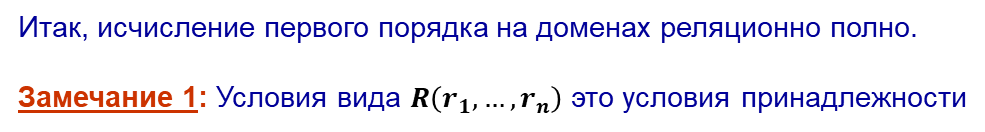 Итак, исчисление первого порядка на доменах реляционно полно.
Замечание 1: Условия вида R(r₁, … , rₙ) это условия принадлежности